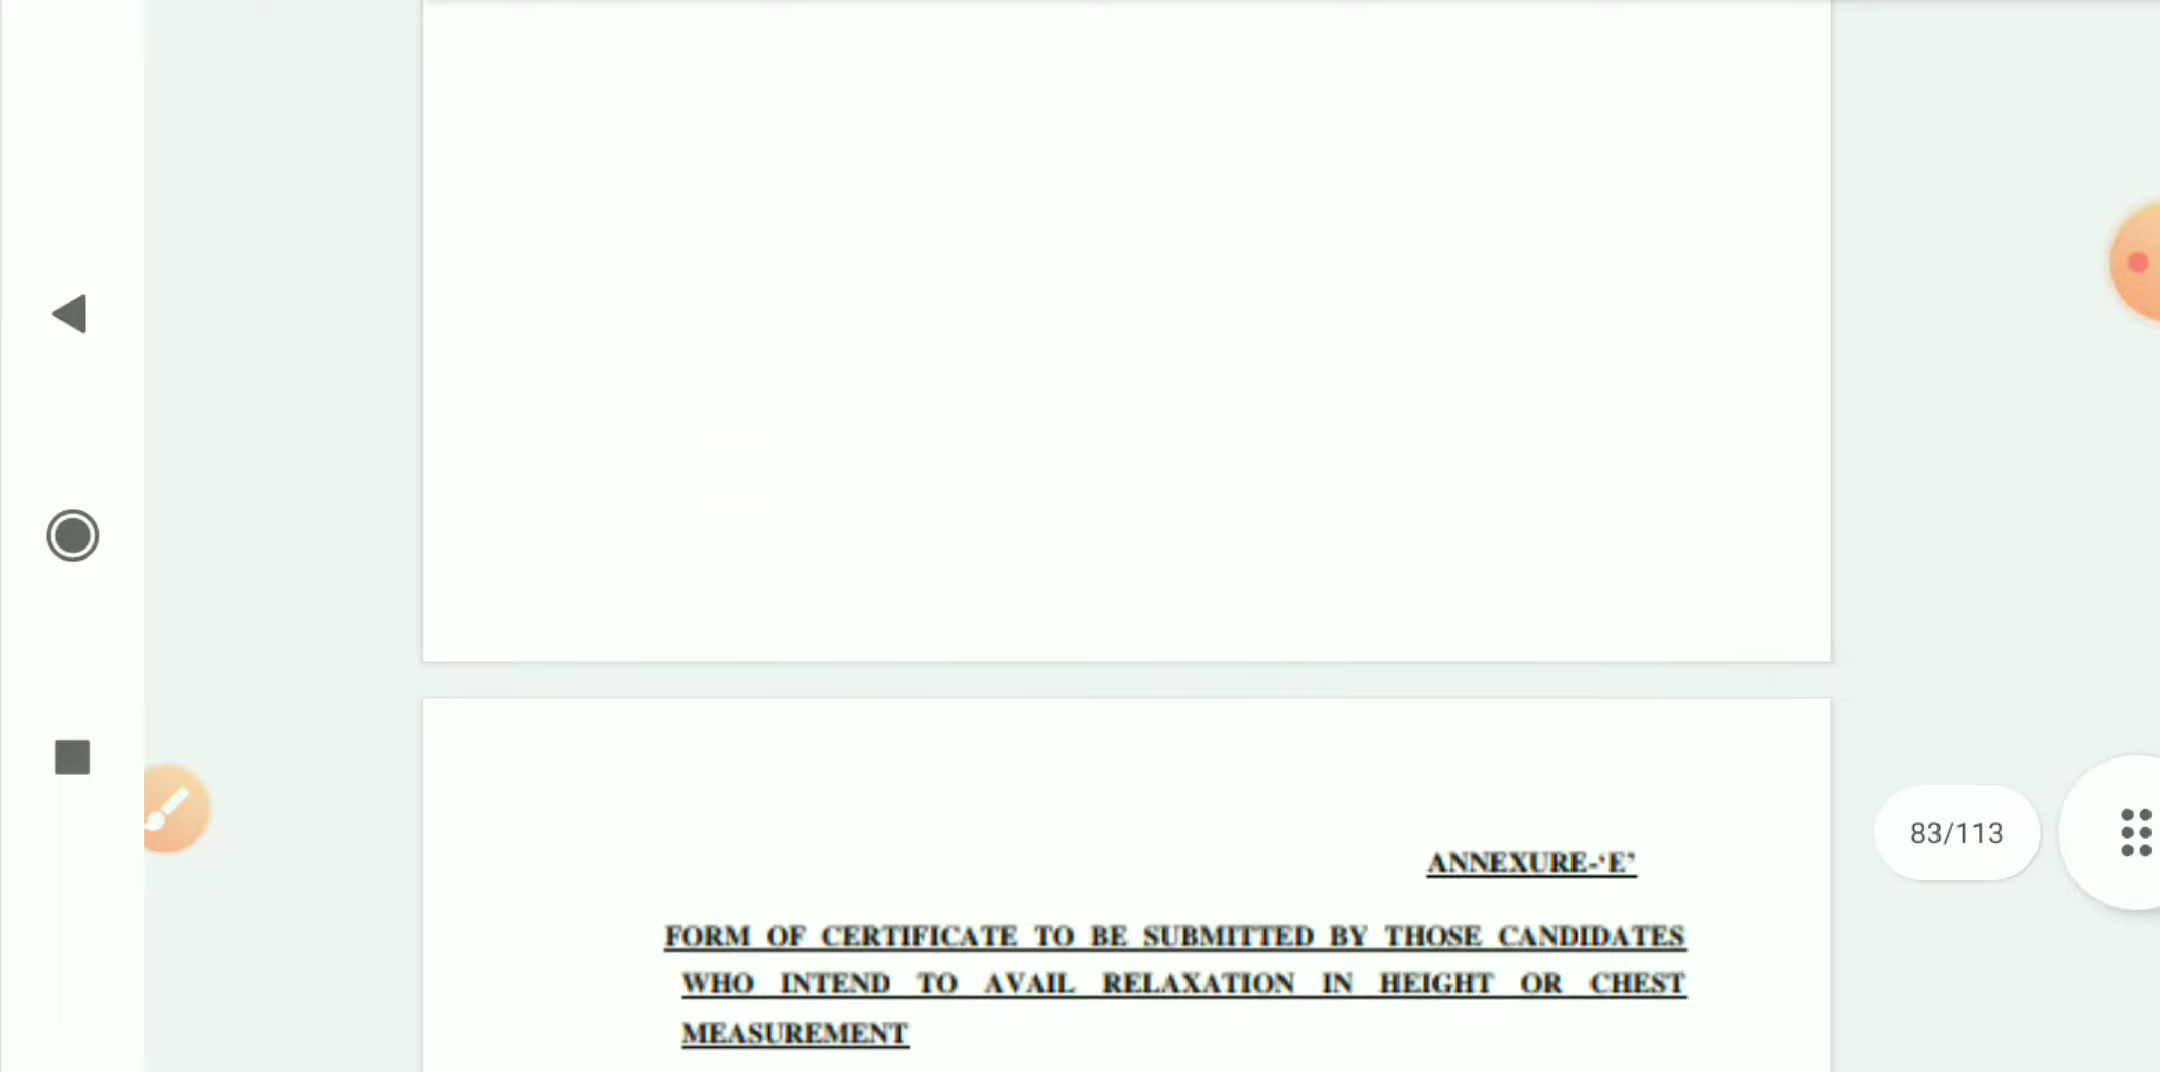 83/113
ANNEXURE-‘E’
FORM OF CERTIFICATE TO BE SUBMITTED BY THOSE CANDIDATES
WHO INTEND TO AVAIL RELAXATION IN HEIGHT OR CHEST
MEASUREMENT